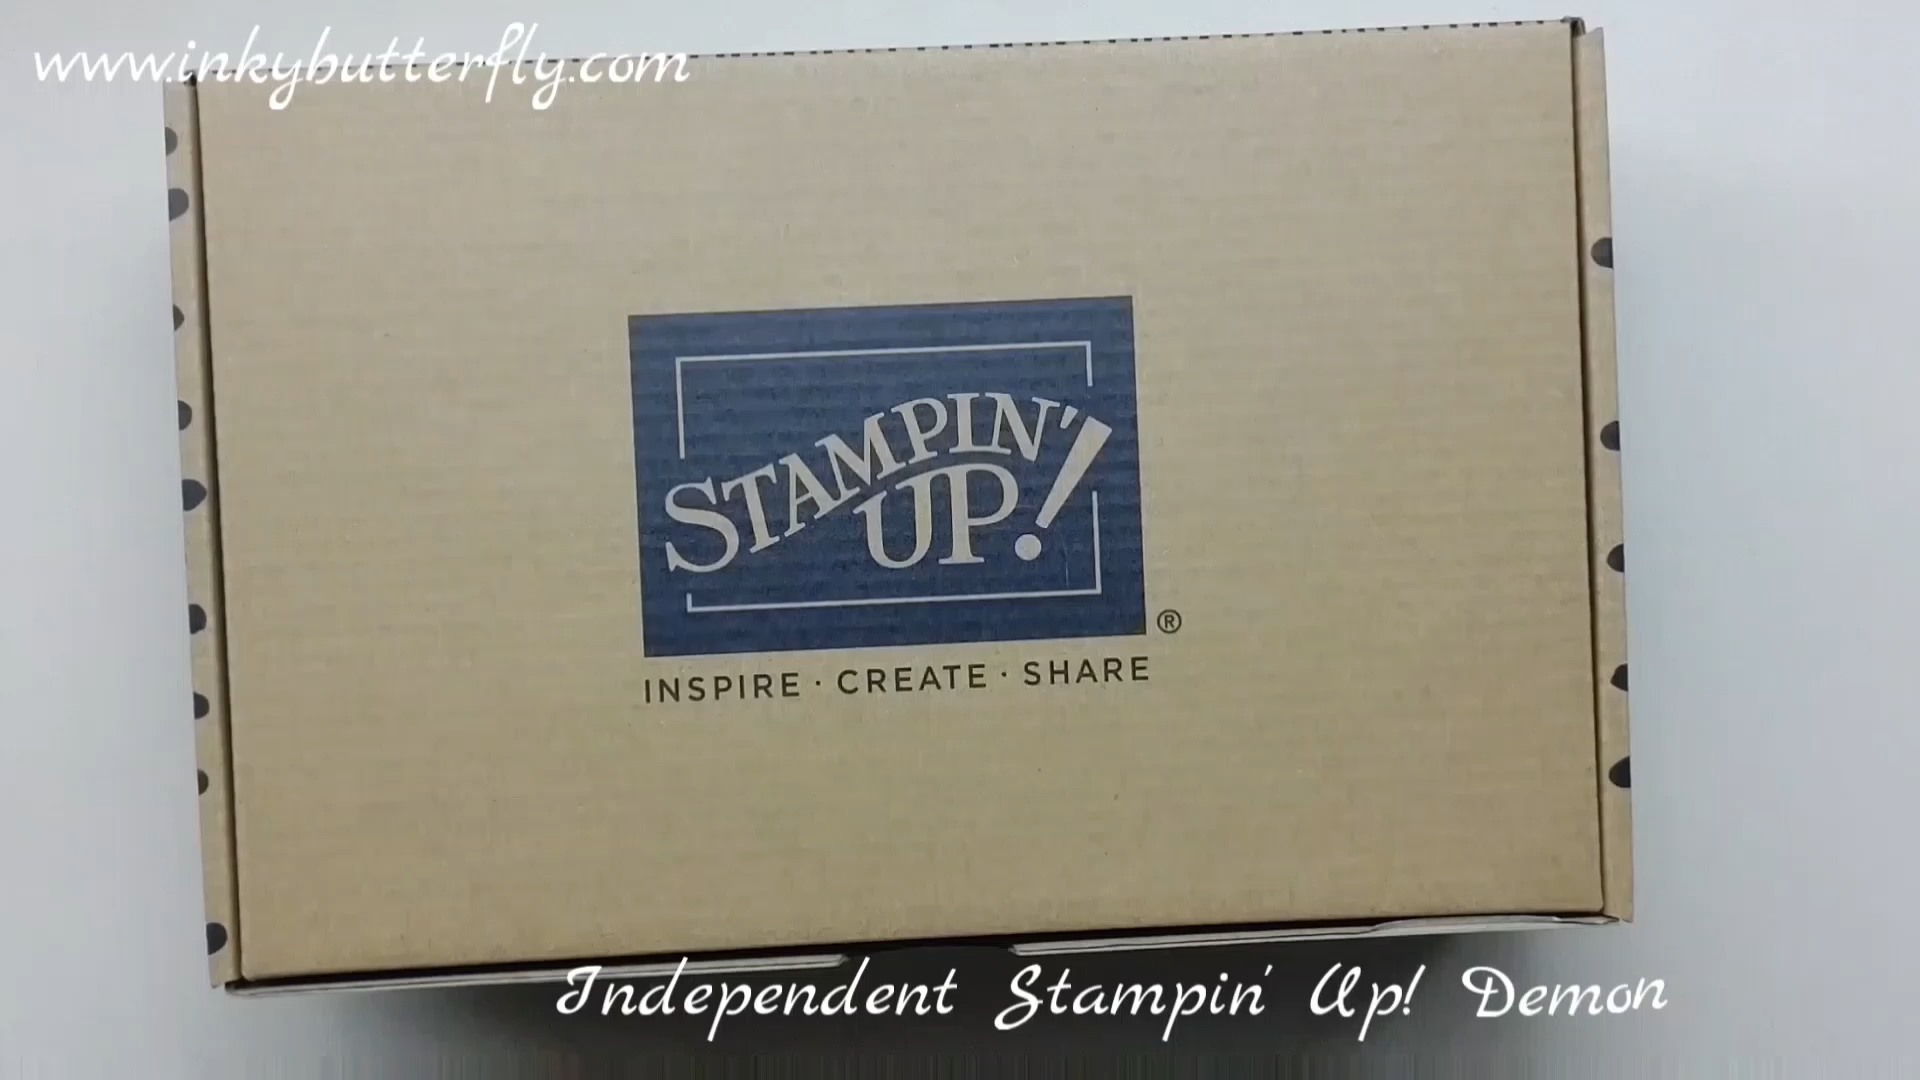 www.inkybutterfly.com
STAMPIN'
UP!
®
INSPIRE · CREATE · SHARE
Independent Stampin' Up! Demon